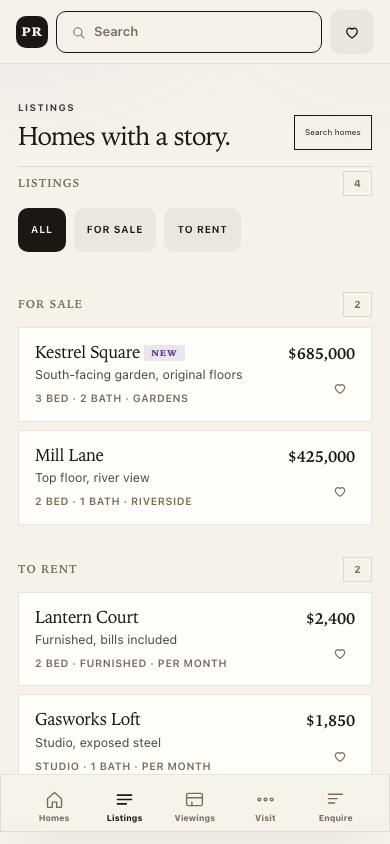 PR
Search
LISTINGS
Homes with a story.
Search homes
LISTINGS
4
ALL
FOR SALE
TO RENT
FOR SALE
2
Kestrel Square NEW
$685,000
South-facing garden, original floors
3 BED · 2 BATH · GARDENS
Mill Lane
$425,000
Top floor, river view
2 BED · 1 BATH · RIVERSIDE
TO RENT
2
Lantern Court
$2,400
Furnished, bills included
2 BED · FURNISHED · PER MONTH
Gasworks Loft
$1,850
Studio, exposed steel
STUDIO · 1 BATH · PER MONTH
Homes
Listings
Viewings
Visit
Enquire